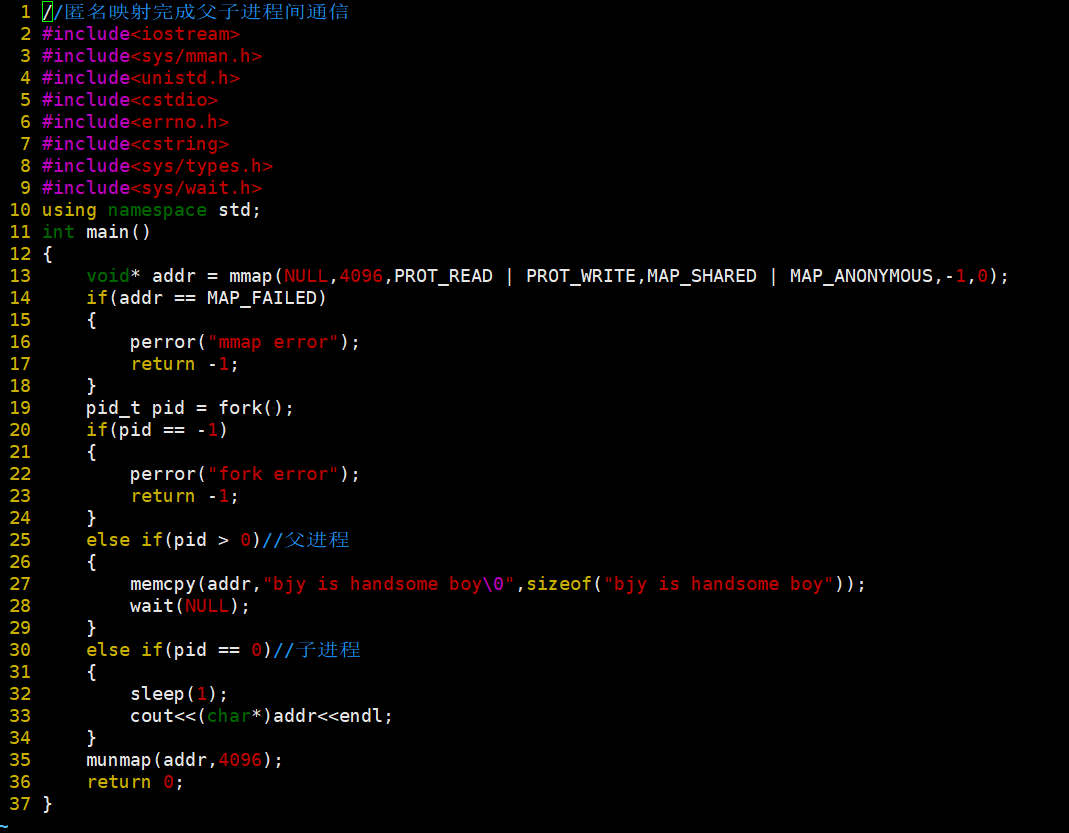 1 //匿名映射完成父子进程间通信
2 #include<iostream>
3 #include<sys/mman.h>
4 #include<unistd.h>
5 #include<cstdio>
6 #include<errno.h>
7 #include<cstring>
8 #include<sys/types.h>
9 #include<sys/wait.h>
10 using namespace std;
11 int main()
12 {
13     void* addr = mmap(NULL,4096,PROT_READ | PROT_WRITE,MAP_SHARED | MAP_ANONYMOUS,-1,0);
14     if(addr == MAP_FAILED)
15     {
16         perror("mmap error");
17         return -1;
18     }
19     pid_t pid = fork();
20     if(pid == -1)
21     {
22         perror("fork error");
23         return -1;
24     }
25     else if(pid > 0)//父进程
26     {
27         memcpy(addr,"bjy is handsome boy\0",sizeof("bjy is handsome boy"));
28         wait(NULL);
29     }
30     else if(pid == 0)//子进程
31     {
32         sleep(1);
33         cout<<(char*)addr<<endl;
34     }
35     munmap(addr,4096);
36     return 0;
37 }
~